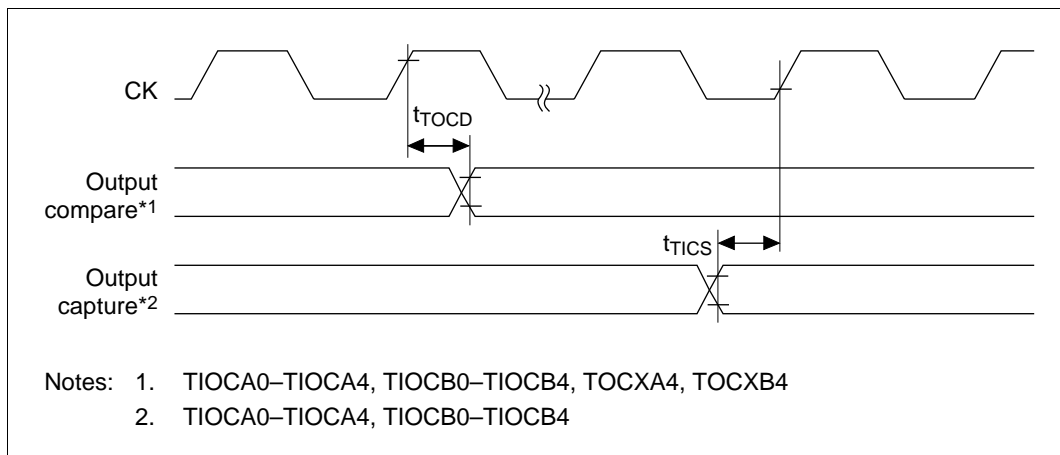 CK
tTOCD
Output
compare*1
tTICS
Output
capture*2
Notes: 1. TIOCA0–TIOCA4, TIOCB0–TIOCB4, TOCXA4, TOCXB4
2. TIOCA0–TIOCA4, TIOCB0–TIOCB4